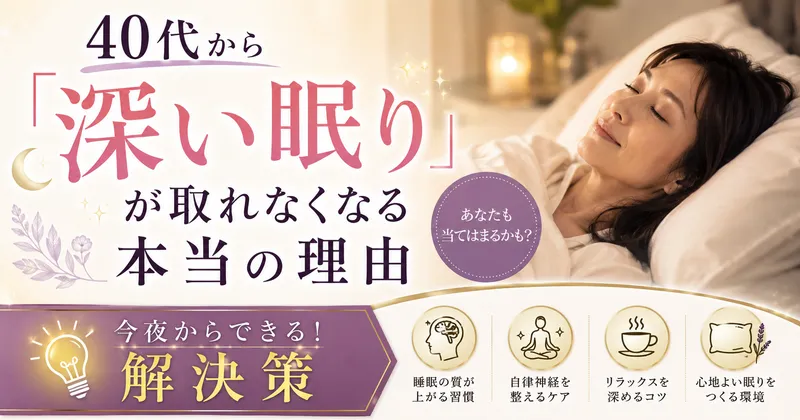 40代から
「深い眠り」
が取れなくなる
本当の理由
あなたも
当てはまるかも?
今夜からできる!
解決策
睡眠の質が
上がる習慣
自律神経を
整えるケア
リラックスを
深めるコツ
心地よい眠りを
つくる環境